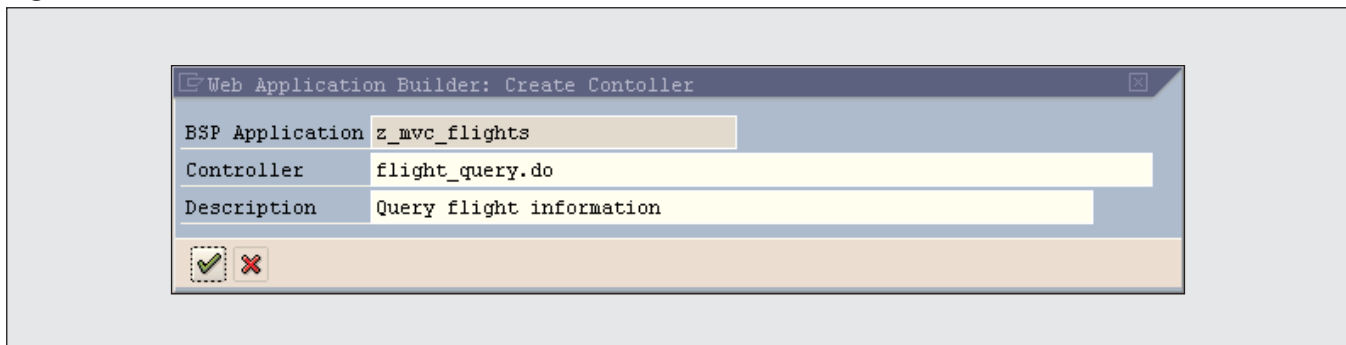 Web Application Builder: Create Contoller
BSP Application z_mvc_flights
Controller flight_query.do
Description Query flight information